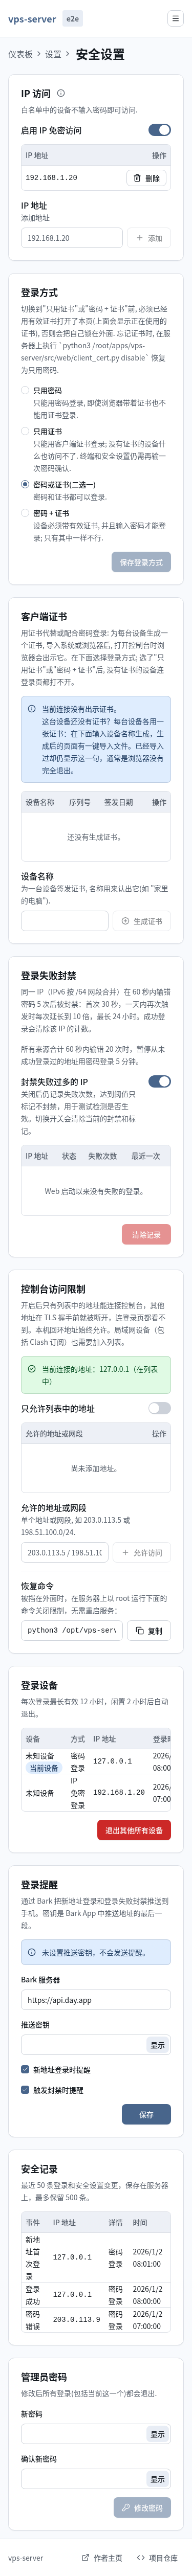 vps-server e2e
仪表板 > 设置 > 安全设置
IP 访问
白名单中的设备不输入密码即可访问.
启用 IP 免密访问
IP 地址 操作
192.168.1.20 删除
IP 地址
添加地址
192.168.1.20 添加
登录方式
切换到"只用证书"或"密码 + 证书"前, 必须已经
用有效证书打开了本页(上面会显示正在使用的
证书), 否则会把自己锁在外面. 忘记证书时, 在服
务器上执行 `python3 /root/apps/vps-
server/src/web/client_cert.py disable` 恢复
为只用密码.
只用密码
只能用密码登录, 即使浏览器带着证书也不
能用证书登录.
只用证书
只能用客户端证书登录; 没有证书的设备什
么也访问不了. 终端和安全设置仍需再输一
次密码确认.
密码或证书(二选一)
密码和证书都可以登录.
密码 + 证书
设备必须带有效证书, 并且输入密码才能登
录; 只有其中一样不行.
保存登录方式
客户端证书
用证书代替或配合密码登录: 为每台设备生成一
个证书, 导入系统或浏览器后, 打开控制台时浏
览器会出示它。在下面选择登录方式; 选了"只
用证书"或"密码 + 证书"后, 没有证书的设备连
登录页都打不开。
当前连接没有出示证书。
这台设备还没有证书? 每台设备各用一
张证书: 在下面输入设备名称生成, 生
成后的页面有一键导入文件。已经导入
过却仍显示这一句, 通常是浏览器没有
完全退出。
设备名称 序列号 签发日期 操作
还没有生成证书。
设备名称
为一台设备签发证书, 名称用来认出它(如 "家里
的电脑").
生成证书
登录失败封禁
同一 IP（IPv6 按 /64 网段合并）在 60 秒内输错
密码 5 次后被封禁：首次 30 秒, 一天内再次触
发时每次延长到 10 倍, 最长 24 小时。成功登
录会清除该 IP 的计数。
所有来源合计 60 秒内输错 20 次时, 暂停从未
成功登录过的地址用密码登录 5 分钟。
封禁失败过多的 IP
关闭后仍记录失败次数，达到阈值只
标记不封禁，用于测试检测是否生
效。切换开关会清除当前的封禁和标
记。
IP 地址 状态 失败次数 最近一次
Web 启动以来没有失败的登录。
清除记录
控制台访问限制
开启后只有列表中的地址能连接控制台，其他
地址在 TLS 握手前就被断开，连登录页都看不
到。本机回环地址始终允许。局域网设备（包
括 Clash 订阅）也需要加入列表。
当前连接的地址：127.0.0.1（在列表
中）
只允许列表中的地址
允许的地址或网段 操作
尚未添加地址。
允许的地址或网段
单个地址或网段, 如 203.0.113.5 或
198.51.100.0/24.
203.0.113.5 / 198.51.10 允许访问
恢复命令
被挡在外面时，在服务器上以 root 运行下面的
命令关闭限制，无需重启服务:
python3 /opt/vps-serv 复制
登录设备
每次登录最长有效 12 小时，闲置 2 小时后自动
退出。
设备 方式 IP 地址 登录时
未知设备 当前设备 密码登录 127.0.0.1 2026/ 08:00
未知设备 IP 免密登录 192.168.1.20 2026/ 07:00
退出其他所有设备
登录提醒
通过 Bark 把新地址登录和登录失败封禁推送到
手机。密钥是 Bark App 中推送地址的最后一
段。
未设置推送密钥，不会发送提醒。
Bark 服务器
https://api.day.app
推送密钥
显示
新地址登录时提醒
触发封禁时提醒
保存
安全记录
最近 50 条登录和安全设置变更，保存在服务器
上，最多保留 500 条。
事件 IP 地址 详情 时间
新地址首次登录 127.0.0.1 密码登录 2026/1/2 08:01:00
登录成功 127.0.0.1 密码登录 2026/1/2 08:00:00
密码错误 203.0.113.9 密码登录 2026/1/2 07:00:00
管理员密码
修改后所有登录(包括当前这一个)都会退出.
新密码
显示
确认新密码
显示
修改密码
vps-server 作者主页 项目仓库